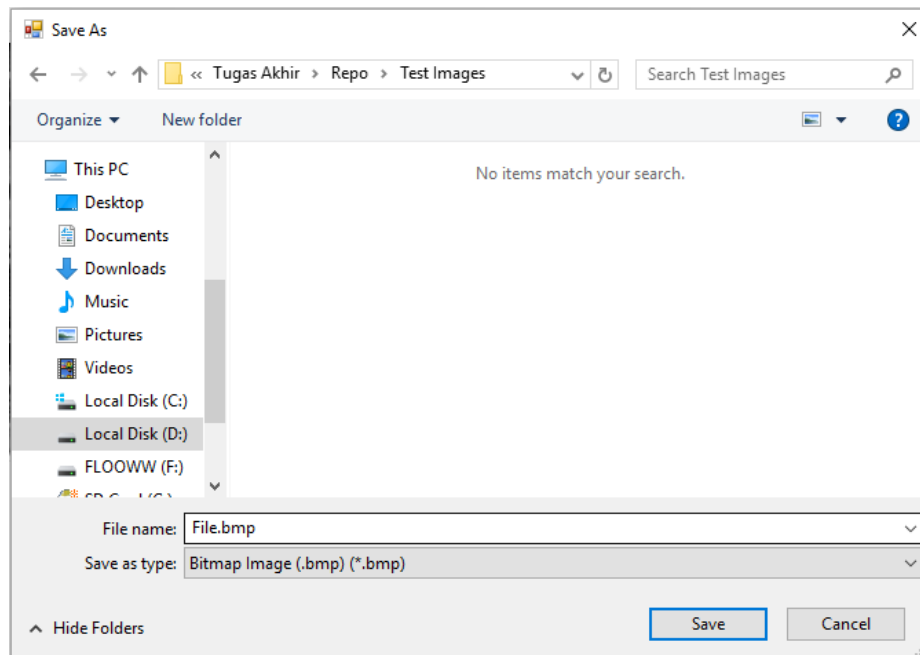 Save As
« Tugas Akhir > Repo > Test Images
Search Test Images
Organize
New folder
?
No items match your search.
This PC
Desktop
Documents
Downloads
Music
Pictures
Videos
Local Disk (C:)
Local Disk (D:)
FLOOWW (F:)
File name: File.bmp
Save as type: Bitmap Image (.bmp) (*.bmp)
Hide Folders
Save
Cancel